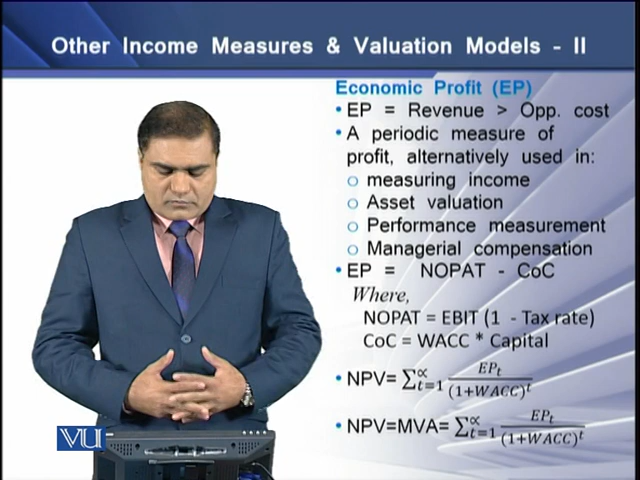 Other Income Measures & Valuation Models - II
Economic Profit (EP)
• EP = Revenue > Opp. cost
• A periodic measure of
profit, alternatively used in:
o measuring income
o Asset valuation
o Performance measurement
o Managerial compensation
• EP = NOPAT - CoC
Where,
NOPAT = EBIT (1 - Tax rate)
CoC = WACC * Capital
• NPV= ∑_{t=1}^{∝} EP_t/(1+WACC)^t
• NPV=MVA= ∑_{t=1}^{∝} EP_t/(1+WACC)^t
VU